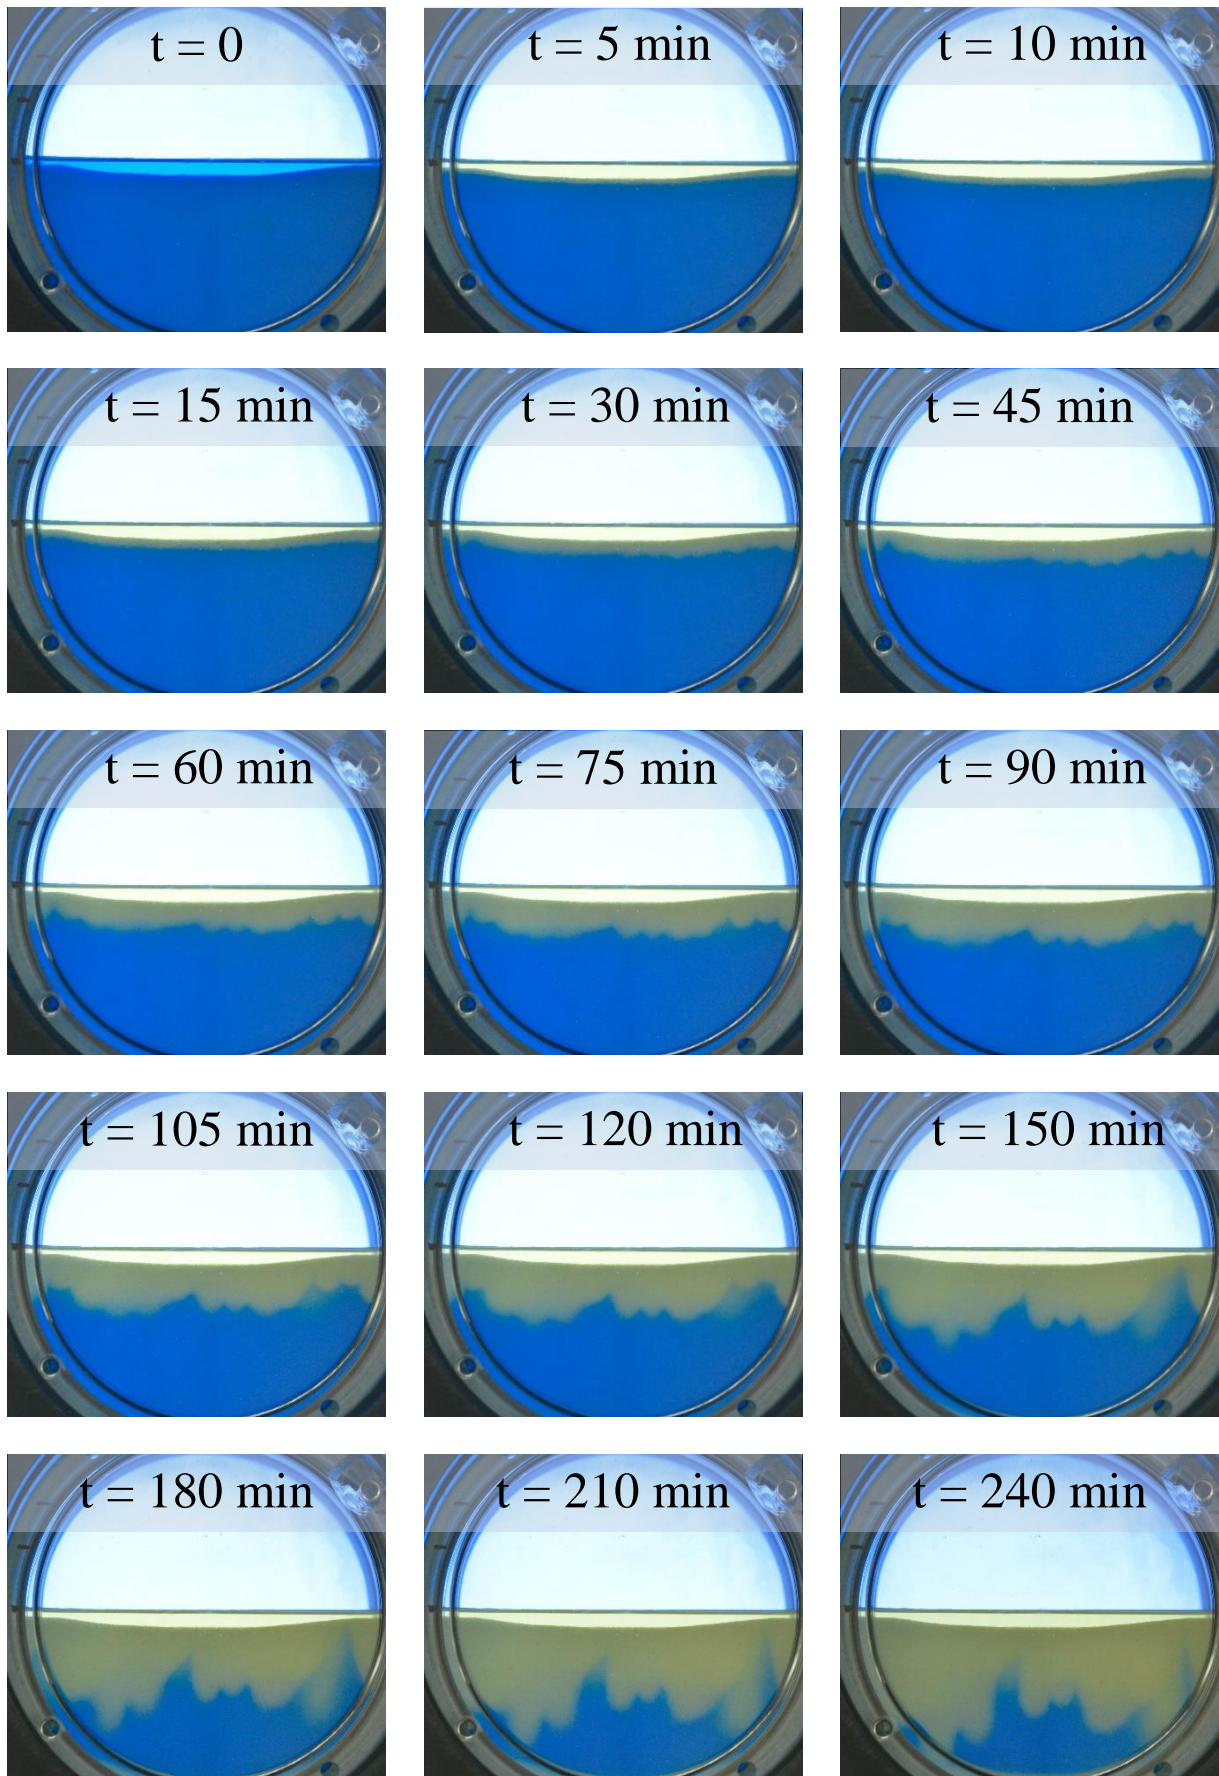 t = 0
t = 5 min
t = 10 min
t = 15 min
t = 30 min
t = 45 min
t = 60 min
t = 75 min
t = 90 min
t = 105 min
t = 120 min
t = 150 min
t = 180 min
t = 210 min
t = 240 min